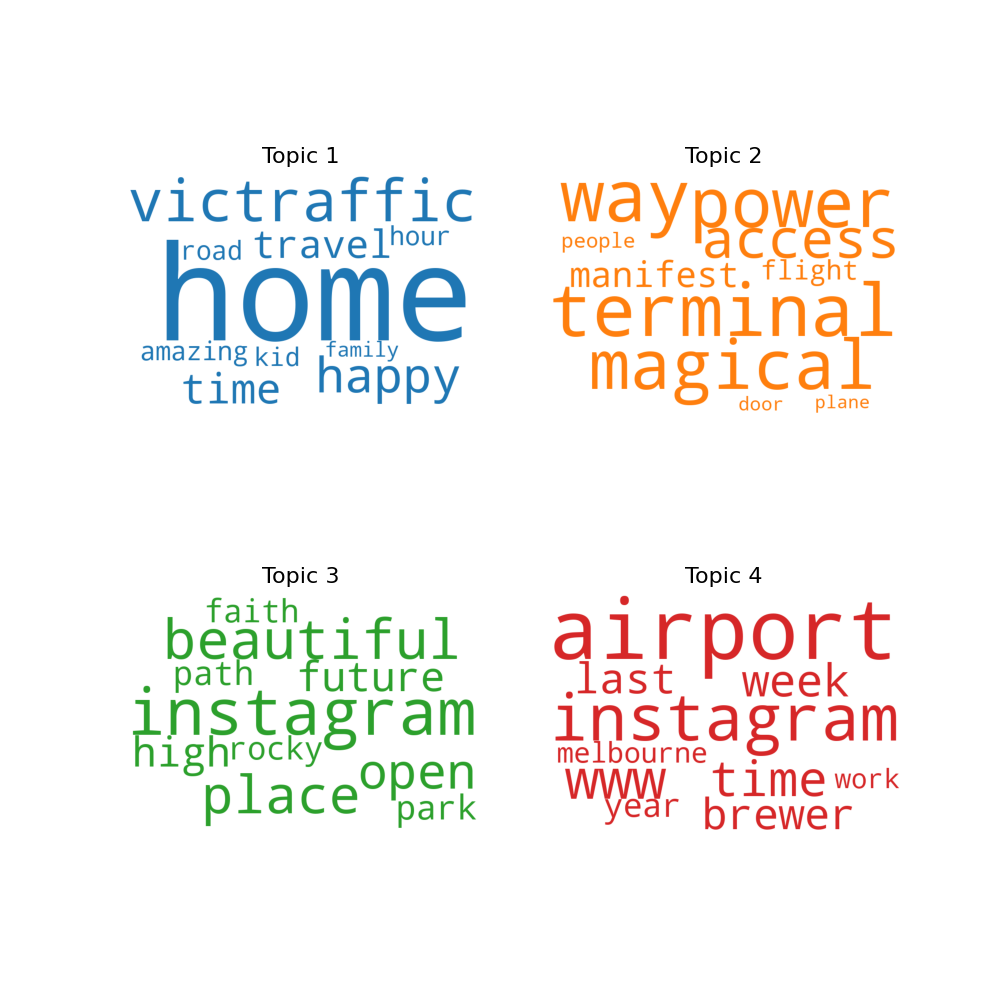 Topic 1
victraffic
road travel hour
home
amazing kid family
time happy
Topic 2
way power
people access
manifest flight
terminal
magical
door plane
Topic 3
faith
beautiful
path future
instagram
high rocky
place open
park
Topic 4
airport
last week
instagram
melbourne
www time work
year brewer